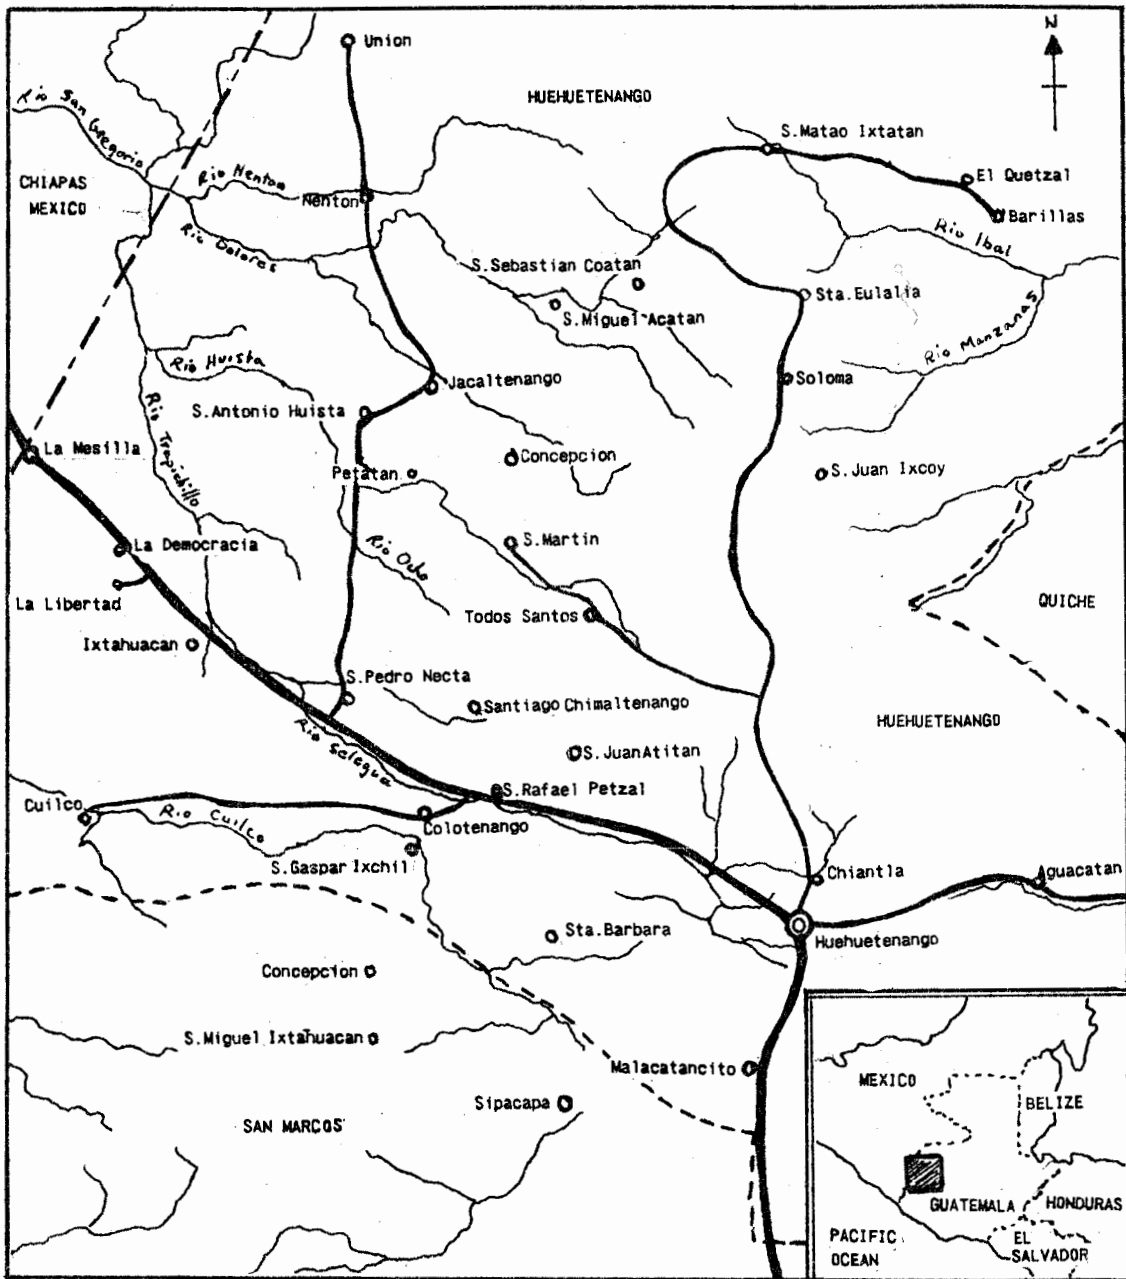 N
Union
HUEHUETENANGO
Rio San Gregorio
S.Matao Ixtatan
CHIAPAS
MEXICO
Rio Nenton
El Quetzal
Nenton
Barillas
Rio Dolores
Rio Ibal
S.Sebastian Coatan
Sta.Eulalia
S.Miguel Acatan
Rio Manzanas
Rio Huista
Jacaltenango
Soloma
S.Antonio Huista
Rio Trapichillo
La Mesilla
Concepcion
Petatan
S.Juan Ixcoy
La Democracia
S.Martin
Rio Ocho
La Libertad
Todos Santos
QUICHE
Ixtahuacan
S.Pedro Necta
Santiago Chimaltenango
HUEHUETENANGO
Rio Selegua
S.JuanAtitan
S.Rafael Petzal
Cuilco
Rio Cuilco
Colotenango
S.Gaspar Ixchil
Chiantla
Aguacatan
Sta.Barbara
Huehuetenango
Concepcion
S.Miguel Ixtahuacan
Malacatancito
Sipacapa
SAN MARCOS
MEXICO
BELIZE
GUATEMALA
HONDURAS
PACIFIC
OCEAN
EL
SALVADOR